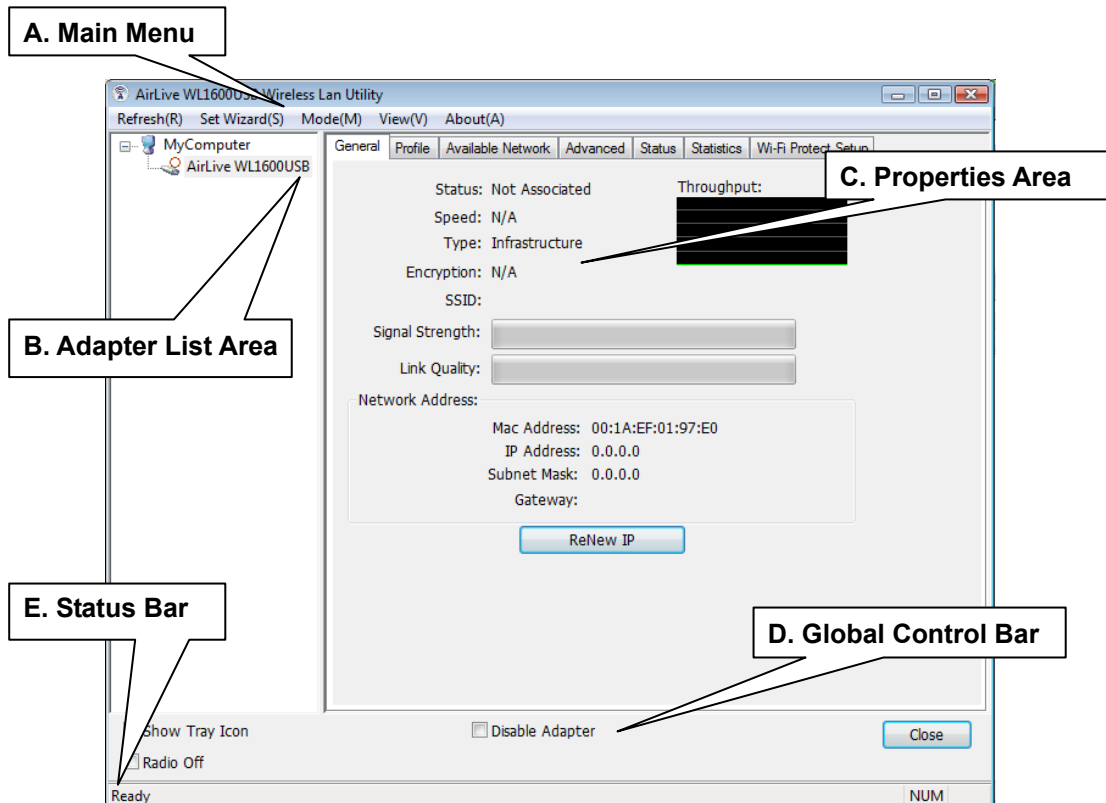 A. Main Menu
AirLive WL1600USB Wireless Lan Utility
Refresh(R) Set Wizard(S) Mode(M) View(V) About(A)
MyComputer
AirLive WL1600USB
General Profile Available Network Advanced Status Statistics Wi-Fi Protect Setup
C. Properties Area
Status: Not Associated
Throughput:
Speed: N/A
Type: Infrastructure
Encryption: N/A
SSID:
B. Adapter List Area
Signal Strength:
Link Quality:
Network Address:
Mac Address: 00:1A:EF:01:97:E0
IP Address: 0.0.0.0
Subnet Mask: 0.0.0.0
Gateway:
ReNew IP
E. Status Bar
D. Global Control Bar
Show Tray Icon
Disable Adapter
Close
Radio Off
Ready
NUM